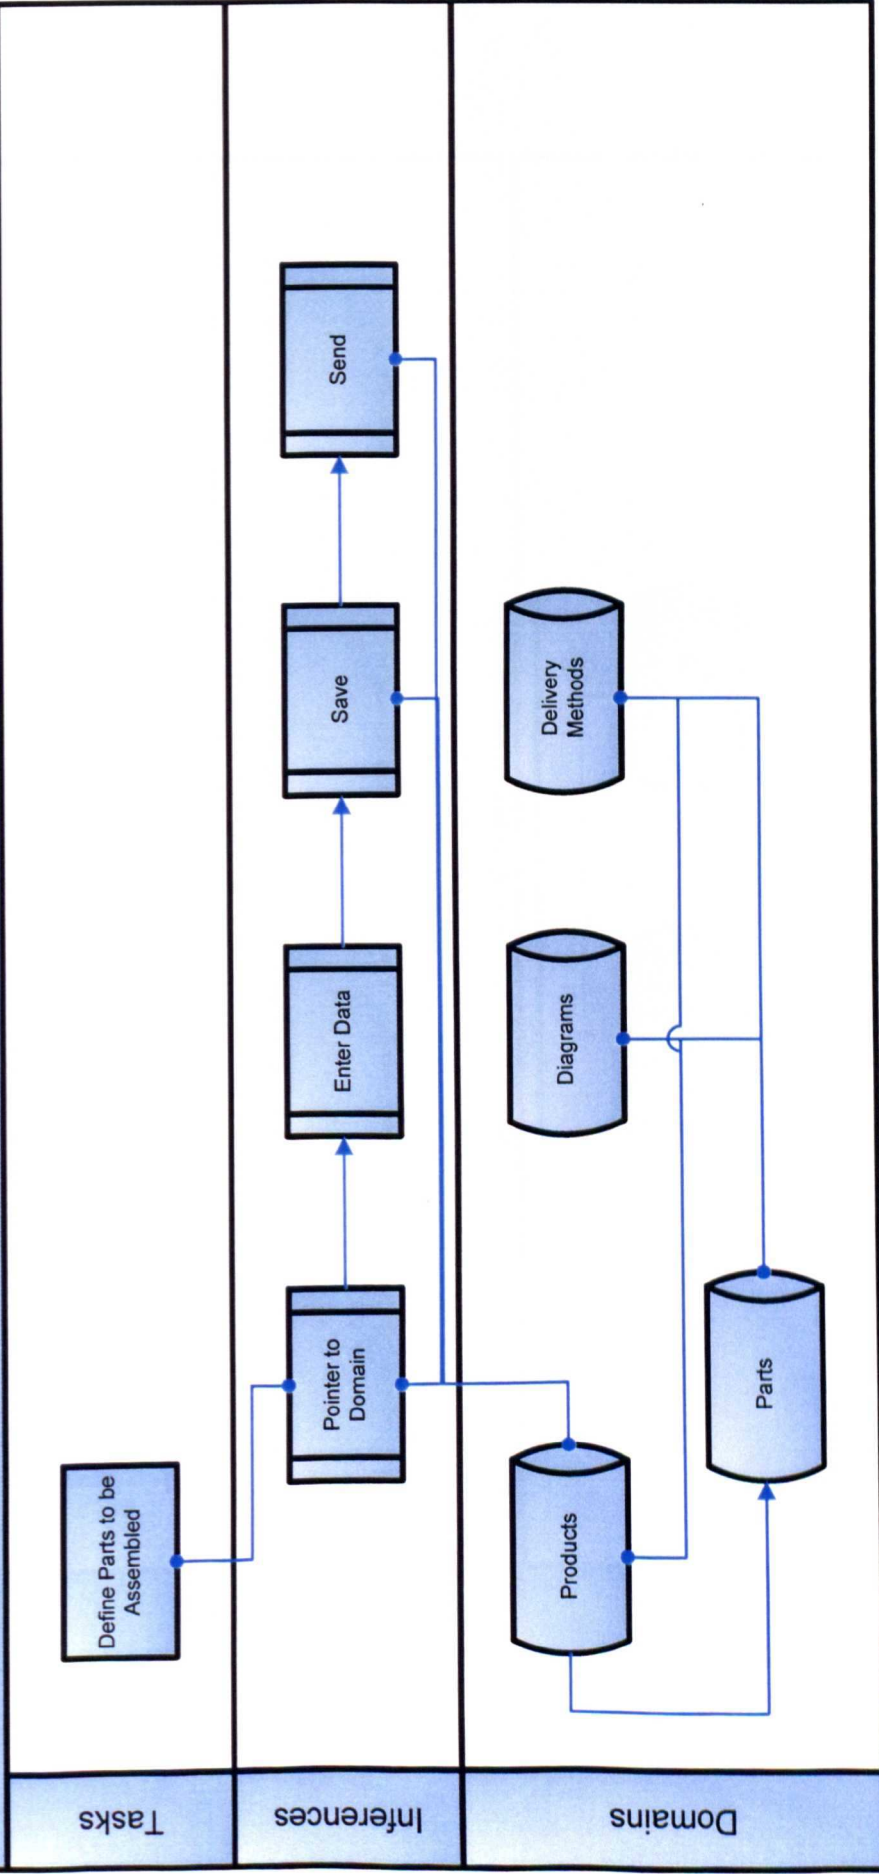 Tasks
Define Parts to be
Assembled
Inferences
Pointer to
Domain
Enter Data
Save
Send
Domains
Products
Parts
Diagrams
Delivery
Methods